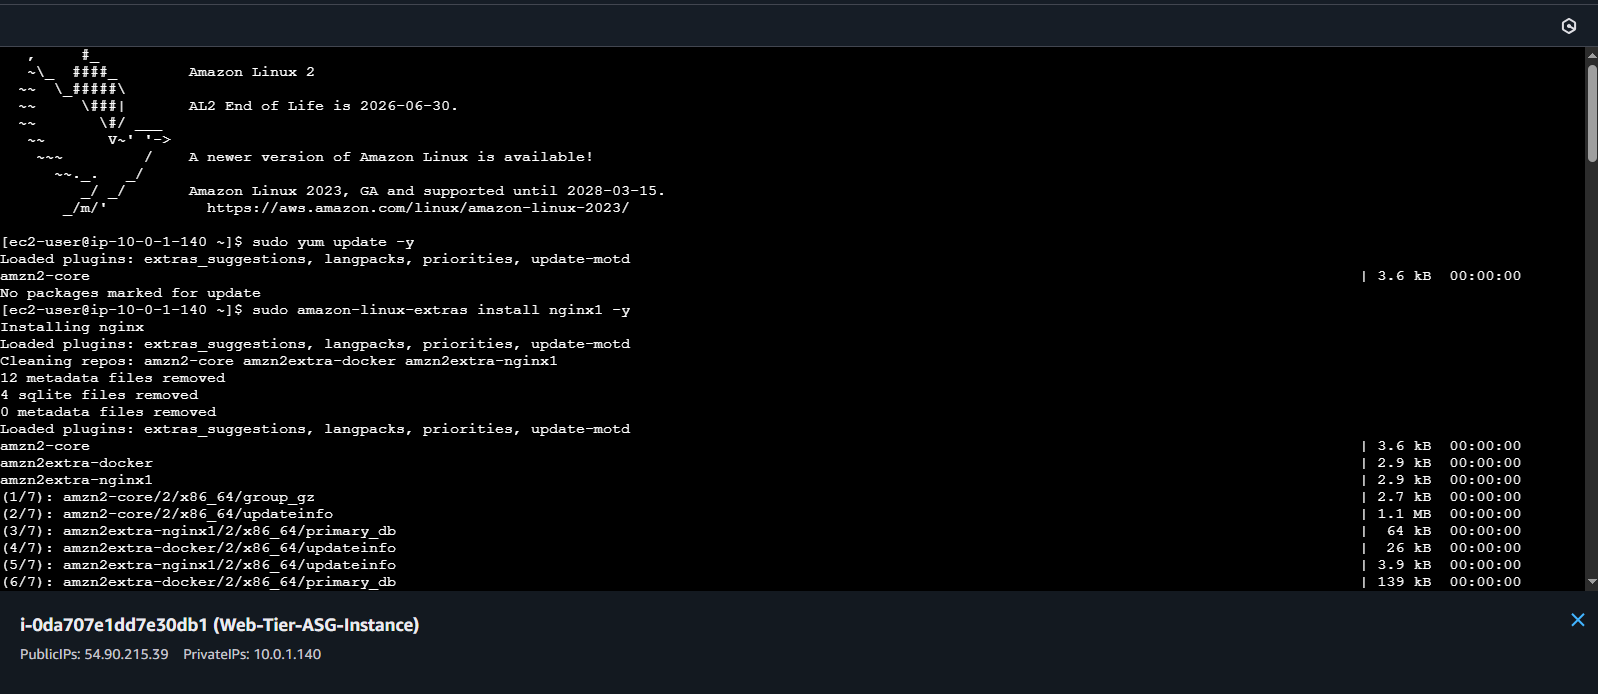 ,     #_
   ~\_  ####_        Amazon Linux 2
  ~~  \_#####\
  ~~     \###|       AL2 End of Life is 2026-06-30.
  ~~       \#/ ___
   ~~       V~' '->
    ~~~         /    A newer version of Amazon Linux is available!
      ~~._.   _/
         _/ _/       Amazon Linux 2023, GA and supported until 2028-03-15.
       _/m/'           https://aws.amazon.com/linux/amazon-linux-2023/
[ec2-user@ip-10-0-1-140 ~]$ sudo yum update -y
Loaded plugins: extras_suggestions, langpacks, priorities, update-motd
amzn2-core | 3.6 kB 00:00:00
No packages marked for update
[ec2-user@ip-10-0-1-140 ~]$ sudo amazon-linux-extras install nginx1 -y
Installing nginx
Loaded plugins: extras_suggestions, langpacks, priorities, update-motd
Cleaning repos: amzn2-core amzn2extra-docker amzn2extra-nginx1
12 metadata files removed
4 sqlite files removed
0 metadata files removed
Loaded plugins: extras_suggestions, langpacks, priorities, update-motd
amzn2-core | 3.6 kB 00:00:00
amzn2extra-docker | 2.9 kB 00:00:00
amzn2extra-nginx1 | 2.9 kB 00:00:00
(1/7): amzn2-core/2/x86_64/group_gz | 2.7 kB 00:00:00
(2/7): amzn2-core/2/x86_64/updateinfo | 1.1 MB 00:00:00
(3/7): amzn2extra-nginx1/2/x86_64/primary_db | 64 kB 00:00:00
(4/7): amzn2extra-docker/2/x86_64/updateinfo | 26 kB 00:00:00
(5/7): amzn2extra-nginx1/2/x86_64/updateinfo | 3.9 kB 00:00:00
(6/7): amzn2extra-docker/2/x86_64/primary_db | 139 kB 00:00:00
i-0da707e1dd7e30db1 (Web-Tier-ASG-Instance)
PublicIPs: 54.90.215.39 PrivateIPs: 10.0.1.140